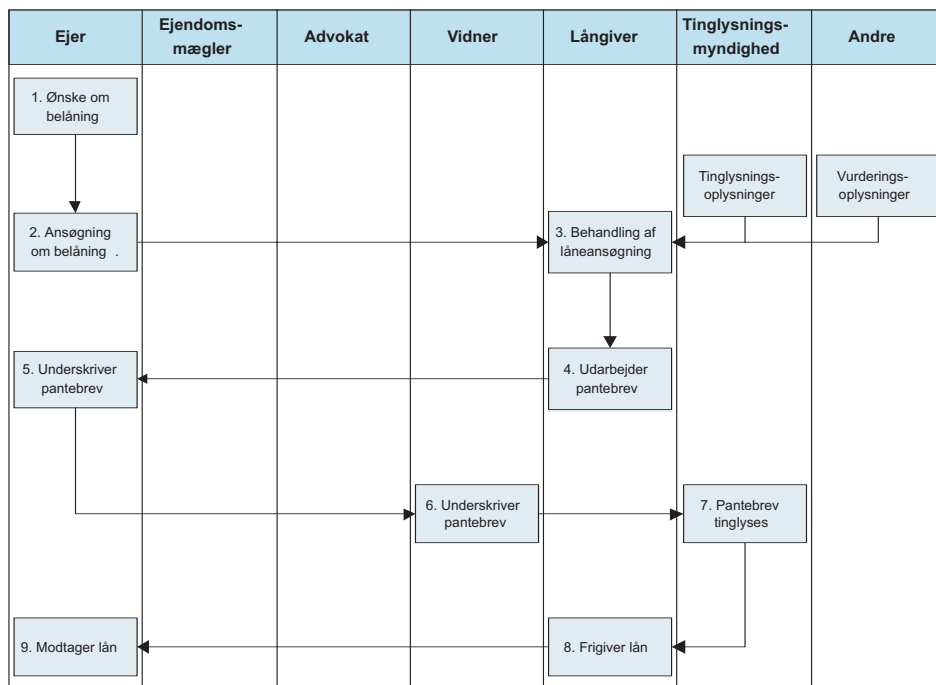 Ejer
Ejendoms-
mægler
Advokat
Vidner
Långiver
Tinglysnings-
myndighed
Andre
1. Ønske om
belåning
Tinglysnings-
oplysninger
Vurderings-
oplysninger
2. Ansøgning
om belåning .
3. Behandling af
låneansøgning
5. Underskriver
pantebrev
4. Udarbejder
pantebrev
6. Underskriver
pantebrev
7. Pantebrev
tinglyses
9. Modtager lån
8. Frigiver lån